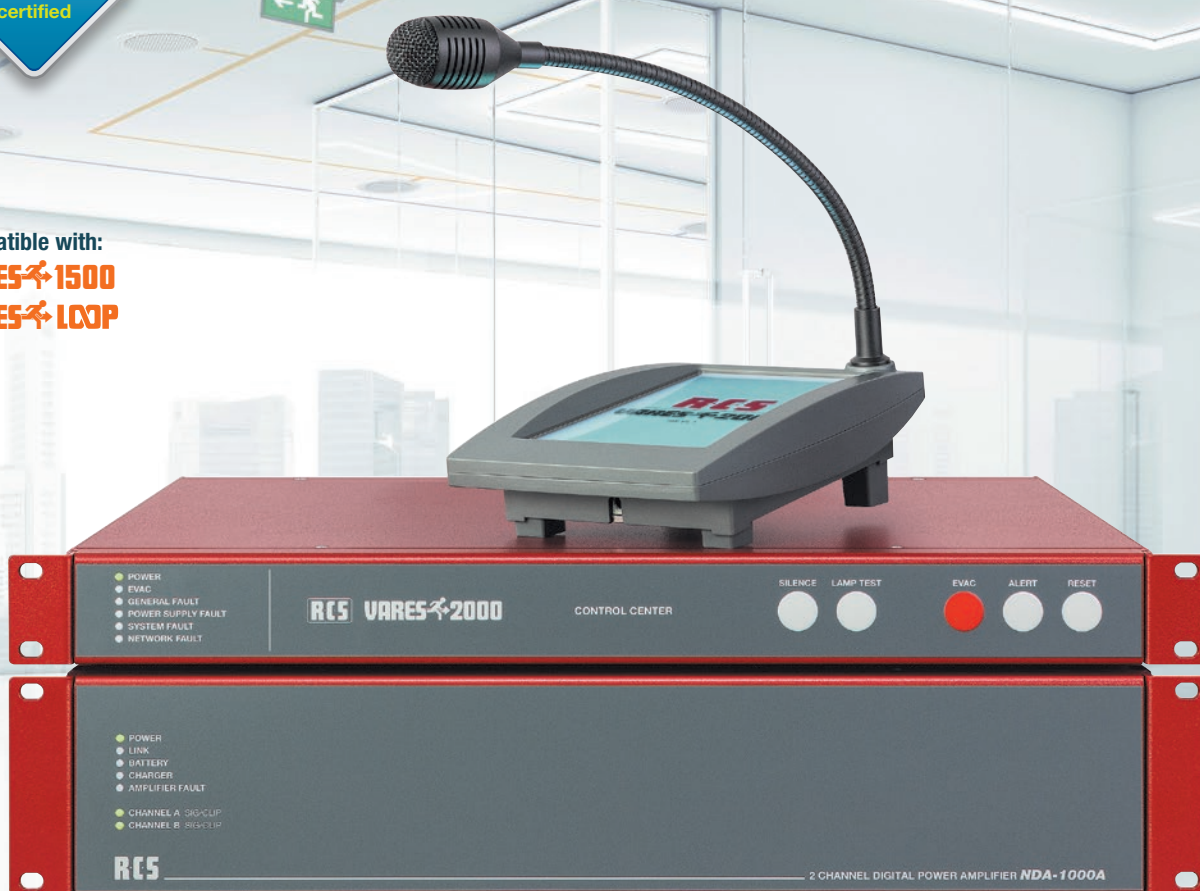 certified
atible with:
ES 1500
ES LOOP
RCS
VARES 200
POWER
EVAC
GENERAL FAULT
POWER SUPPLY FAULT
SYSTEM FAULT
NETWORK FAULT
RCS VARES 2000
CONTROL CENTER
SILENCE LAMP TEST EVAC ALERT RESET
POWER
LINK
BATTERY
CHARGER
AMPLIFIER FAULT
CHANNEL A SIG/CLIP
CHANNEL B SIG/CLIP
RCS
2 CHANNEL DIGITAL POWER AMPLIFIER NDA-1000A